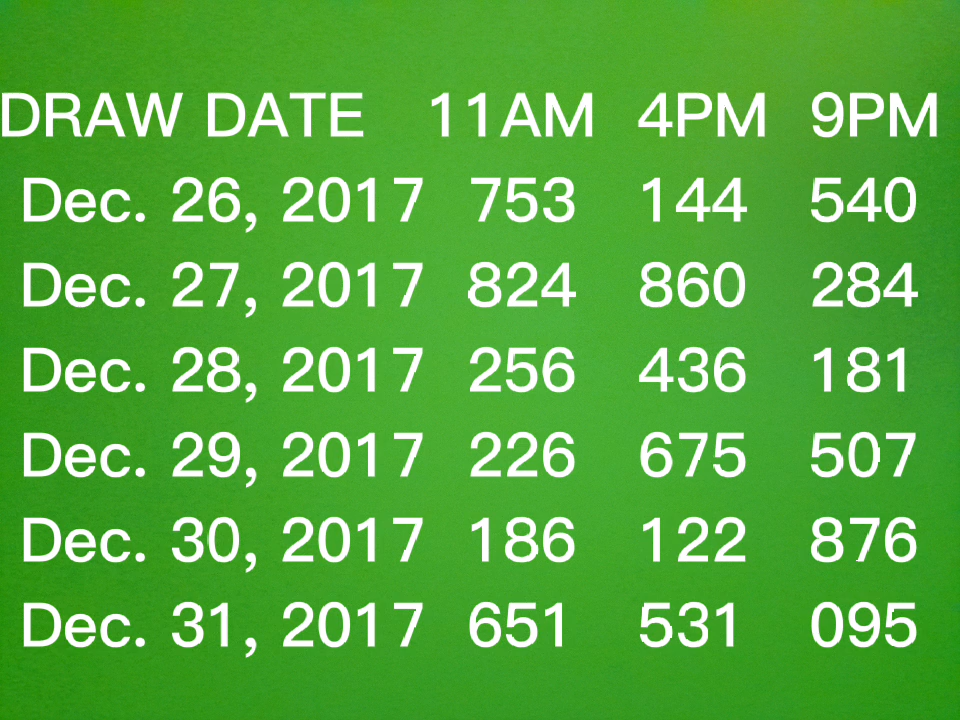 DRAW DATE 11AM 4PM 9PM
Dec. 26, 2017 753 144 540
Dec. 27, 2017 824 860 284
Dec. 28, 2017 256 436 181
Dec. 29, 2017 226 675 507
Dec. 30, 2017 186 122 876
Dec. 31, 2017 651 531 095